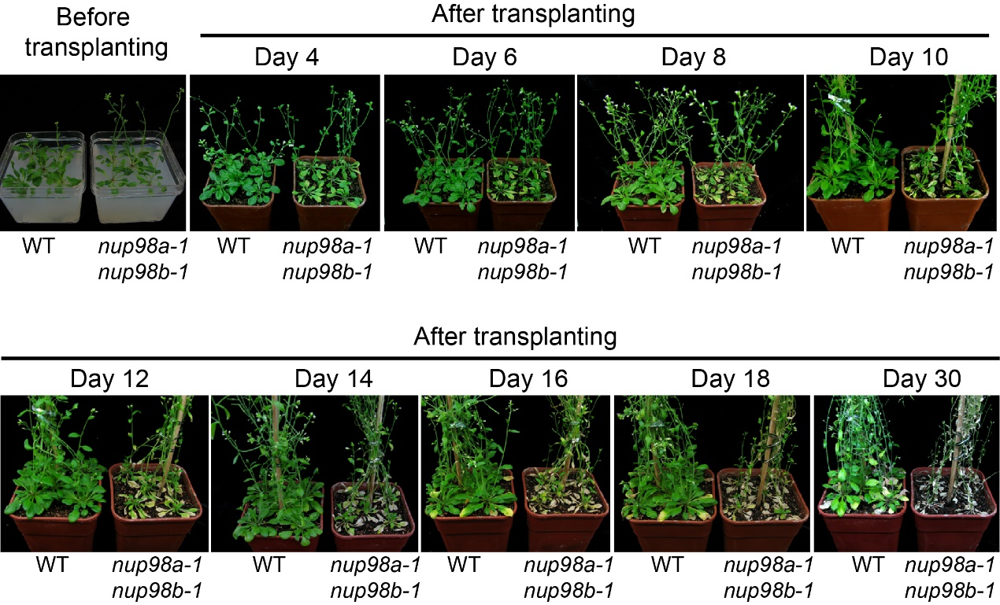 Before
transplanting
After transplanting
Day 4
Day 6
Day 8
Day 10
WT
nup98a-1
nup98b-1
WT
nup98a-1
nup98b-1
WT
nup98a-1
nup98b-1
WT
nup98a-1
nup98b-1
WT
nup98a-1
nup98b-1
After transplanting
Day 12
Day 14
Day 16
Day 18
Day 30
WT
nup98a-1
nup98b-1
WT
nup98a-1
nup98b-1
WT
nup98a-1
nup98b-1
WT
nup98a-1
nup98b-1
WT
nup98a-1
nup98b-1